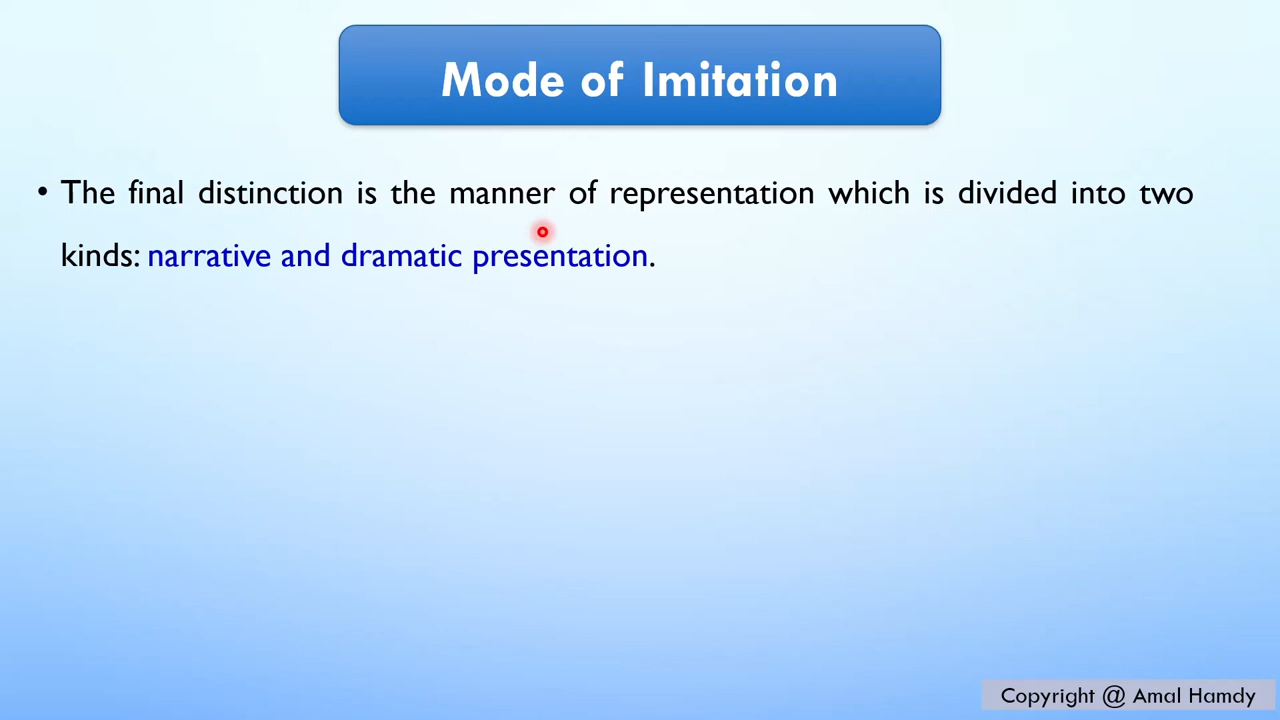 Mode of Imitation
• The final distinction is the manner of representation which is divided into two
kinds: narrative and dramatic presentation.
Copyright @ Amal Hamdy